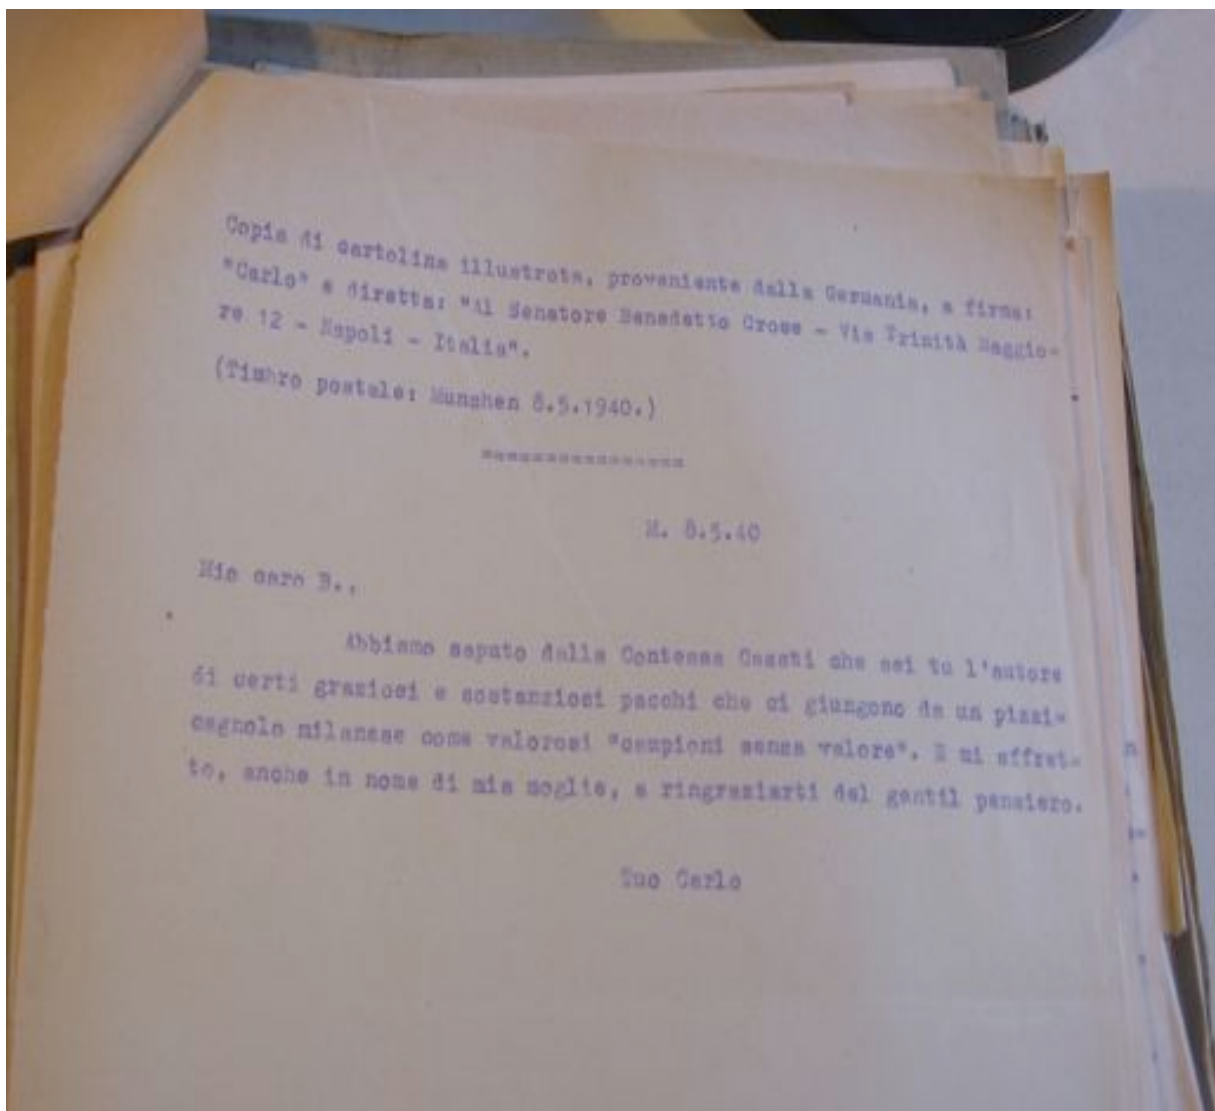 Copia di cartolina illustrata, proveniente dalla Germania, a firma:
"Carlo" e diretta: "Al Senatore Benedetto Croce - Via Trinità Maggio-
re 12 - Napoli - Italia".
(Timbro postale: Munchen 8.5.1940.)
================
M. 8.5.40
Mio caro B.,
Abbiamo saputo dalla Contessa Casati che sei tu l'autore
di certi graziosi e sostanziosi pacchi che ci giungono da un pizzi-
cagnolo milanese come valorosi "campioni senza valore". E mi affret-
to, anche in nome di mia moglie, a ringraziarti del gentil pensiero.
Tuo Carlo